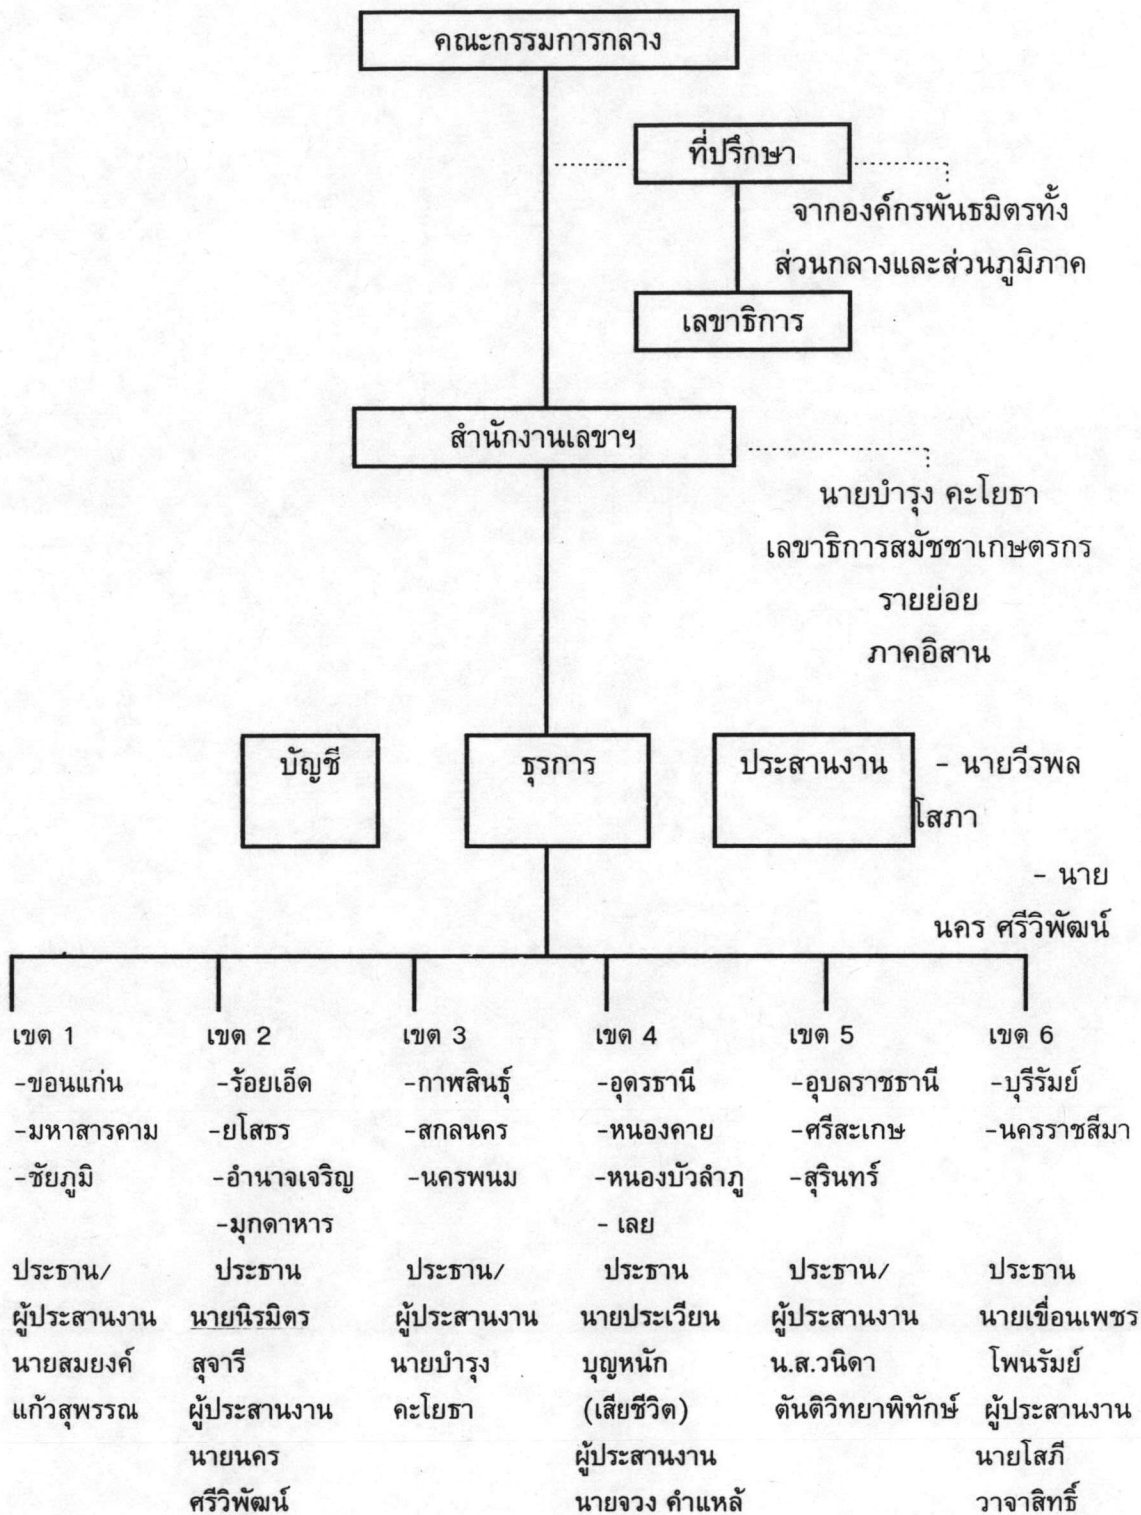 คณะกรรมการกลาง
ที่ปรึกษา
จากองค์กรพันธมิตรทั้ง
ส่วนกลางและส่วนภูมิภาค
เลขาธิการ
สำนักงานเลขาฯ
นายบำรุง คะโยธา
เลขาธิการสมัชชาเกษตรกร
รายย่อย
ภาคอิสาน
บัญชี
ธุรการ
ประสานงาน
- นายวีรพล
โสภา
- นาย
นคร ศรีวิพัฒน์
เขต 1
-ขอนแก่น
-มหาสารคาม
-ชัยภูมิ
ประธาน/
ผู้ประสานงาน
นายสมยงค์
แก้วสุพรรณ
เขต 2
-ร้อยเอ็ด
-ยโสธร
-อำนาจเจริญ
-มุกดาหาร
ประธาน
นายนิรมิตร
สุจารี
ผู้ประสานงาน
นายนคร
ศรีวิพัฒน์
เขต 3
-กาฬสินธุ์
-สกลนคร
-นครพนม
ประธาน/
ผู้ประสานงาน
นายบำรุง
คะโยธา
เขต 4
-อุดรธานี
-หนองคาย
-หนองบัวลำภู
- เลย
ประธาน
นายประเวียน
บุญหนัก
(เสียชีวิต)
ผู้ประสานงาน
นายจวง คำแหล้
เขต 5
-อุบลราชธานี
-ศรีสะเกษ
-สุรินทร์
ประธาน/
ผู้ประสานงาน
น.ส.วนิดา
ตันติวิทยาพิทักษ์
เขต 6
-บุรีรัมย์
-นครราชสีมา
ประธาน
นายเขื่อนเพชร
โพนรัมย์
ผู้ประสานงาน
นายโสภี
วาจาสิทธิ์